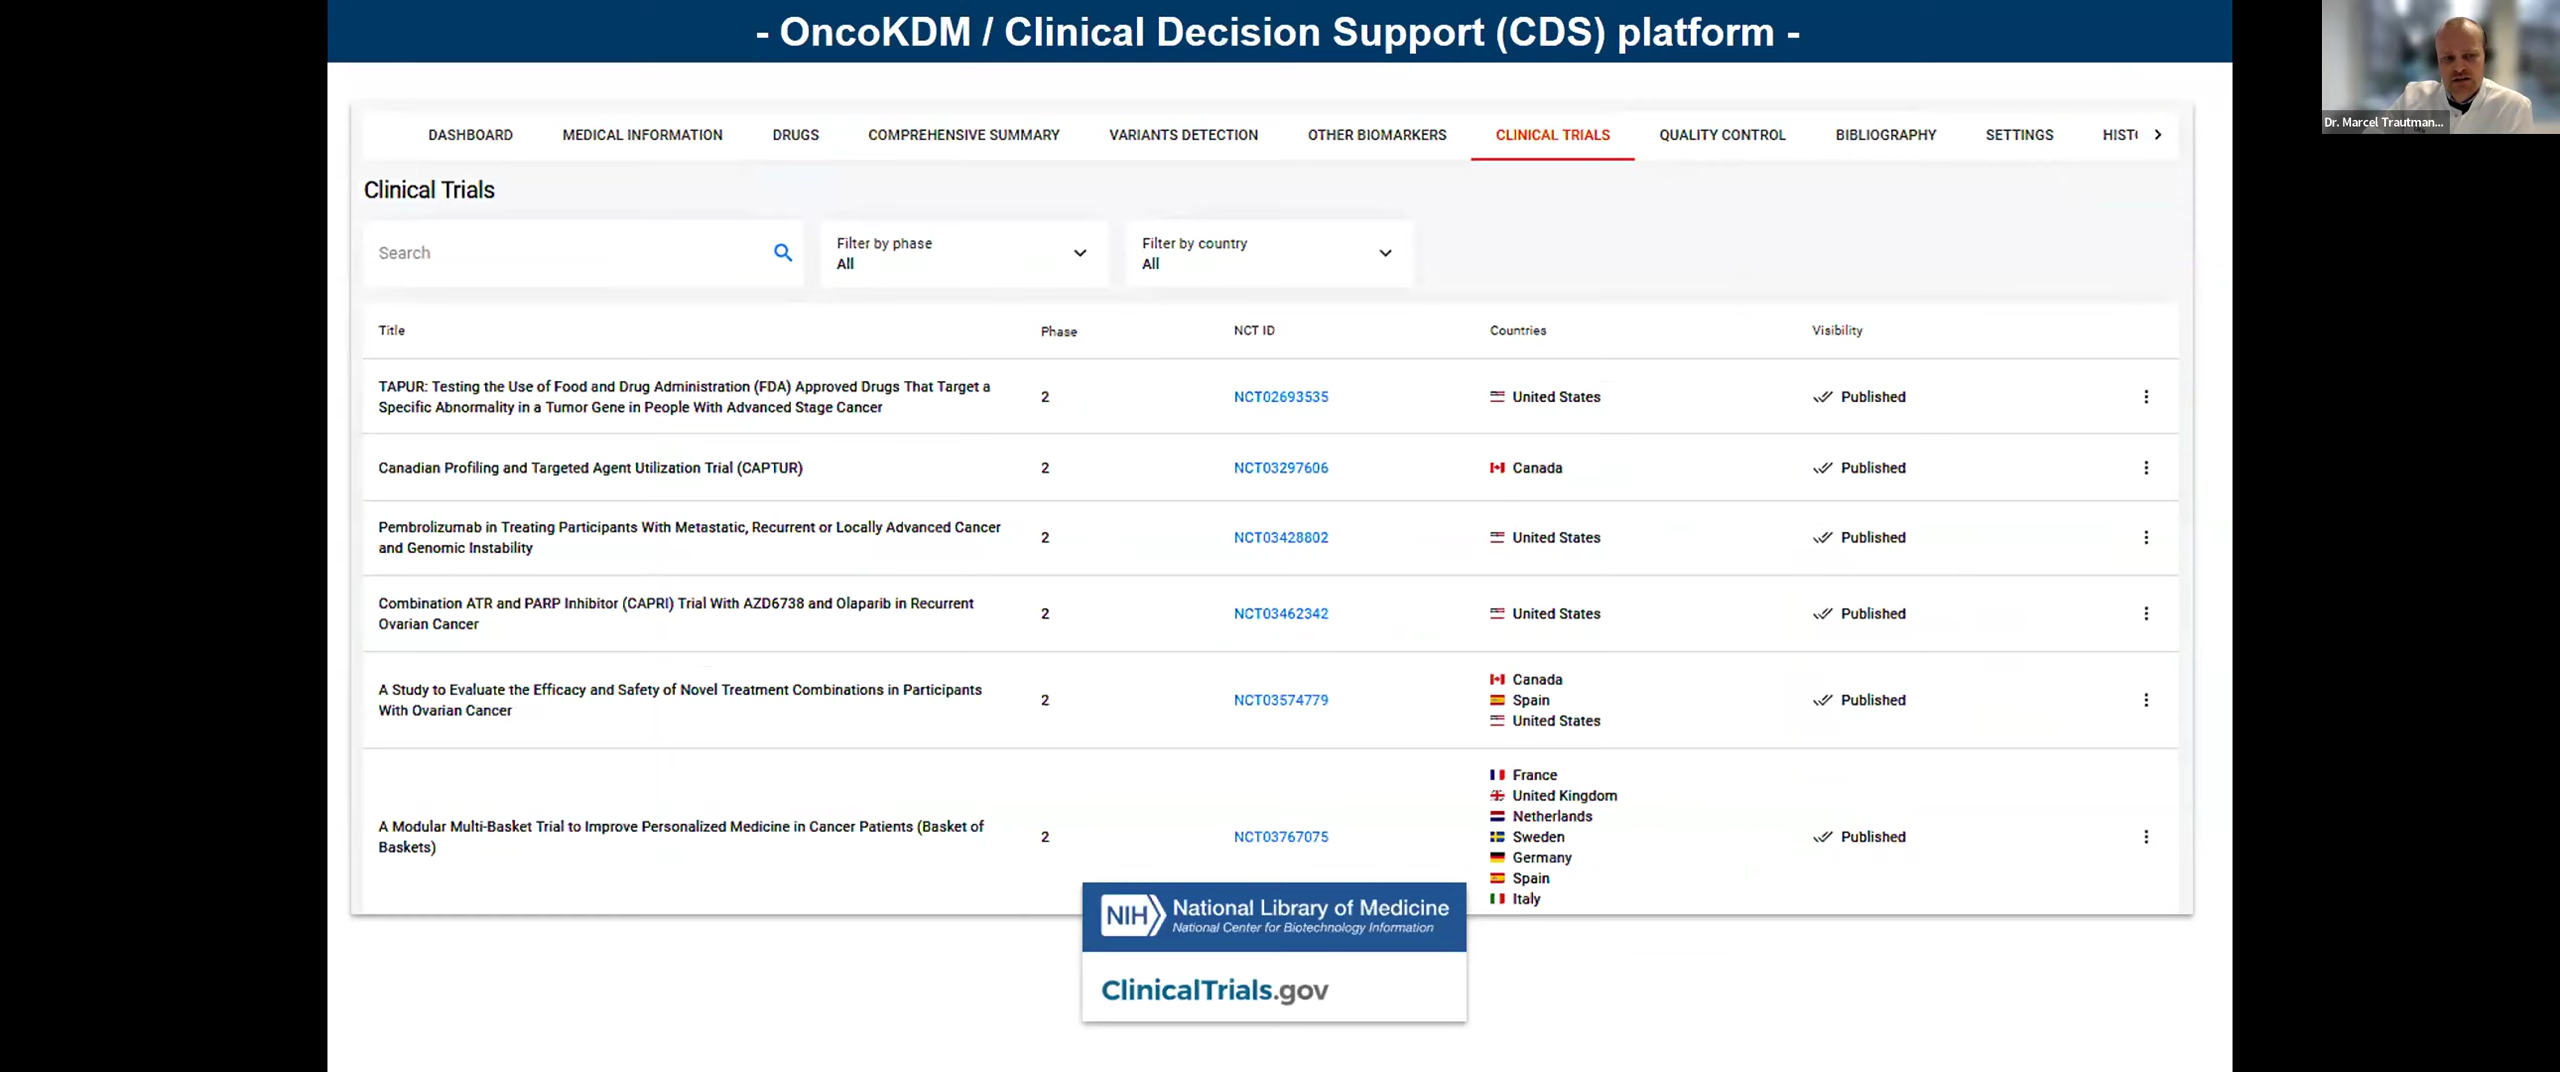 - OncoKDM / Clinical Decision Support (CDS) platform -
Dr. Marcel Trautman...
DASHBOARD MEDICAL INFORMATION DRUGS COMPREHENSIVE SUMMARY VARIANTS DETECTION OTHER BIOMARKERS CLINICAL TRIALS QUALITY CONTROL BIBLIOGRAPHY SETTINGS HIST
Clinical Trials
Search
Filter by phase
All
Filter by country
All
Title Phase NCT ID Countries Visibility
TAPUR: Testing the Use of Food and Drug Administration (FDA) Approved Drugs That Target a
Specific Abnormality in a Tumor Gene in People With Advanced Stage Cancer
2 NCT02693535 United States Published
Canadian Profiling and Targeted Agent Utilization Trial (CAPTUR) 2 NCT03297606 Canada Published
Pembrolizumab in Treating Participants With Metastatic, Recurrent or Locally Advanced Cancer
and Genomic Instability
2 NCT03428802 United States Published
Combination ATR and PARP Inhibitor (CAPRI) Trial With AZD6738 and Olaparib in Recurrent
Ovarian Cancer
2 NCT03462342 United States Published
A Study to Evaluate the Efficacy and Safety of Novel Treatment Combinations in Participants
With Ovarian Cancer
2 NCT03574779
Canada
Spain
United States
Published
A Modular Multi-Basket Trial to Improve Personalized Medicine in Cancer Patients (Basket of
Baskets)
2 NCT03767075
France
United Kingdom
Netherlands
Sweden
Germany
Spain
Italy
Published
NIH National Library of Medicine
National Center for Biotechnology Information
ClinicalTrials.gov